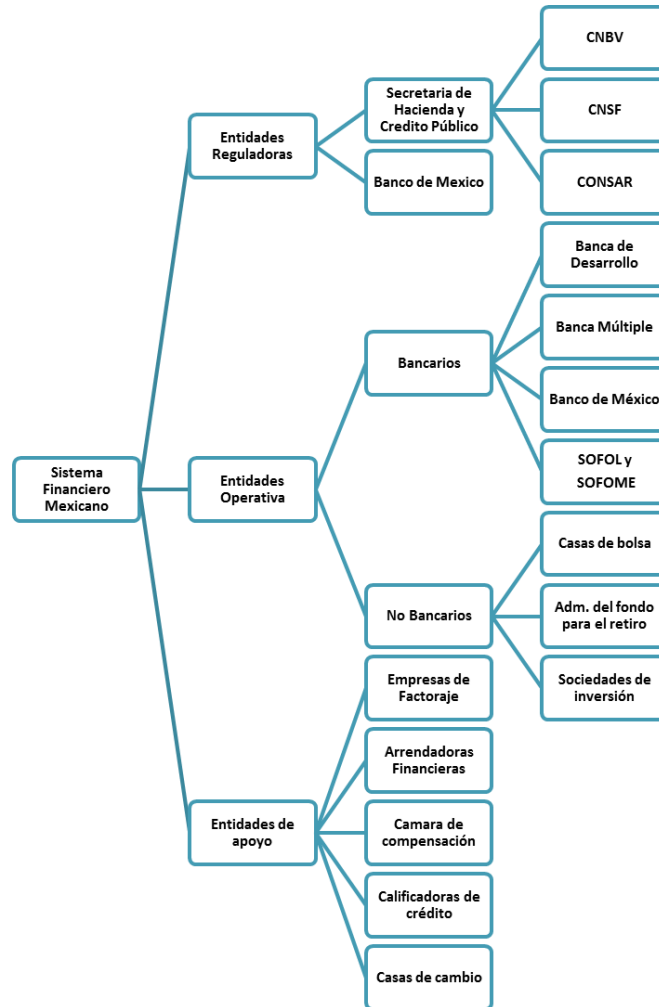 Sistema
Financiero
Mexicano
Entidades
Reguladoras
Secretaria de
Hacienda y
Credito Público
CNBV
CNSF
CONSAR
Banco de Mexico
Entidades
Operativa
Bancarios
Banca de
Desarrollo
Banca Múltiple
Banco de México
SOFOL y
SOFOME
No Bancarios
Casas de bolsa
Adm. del fondo
para el retiro
Sociedades de
inversión
Entidades de
apoyo
Empresas de
Factoraje
Arrendadoras
Financieras
Camara de
compensación
Calificadoras de
crédito
Casas de cambio